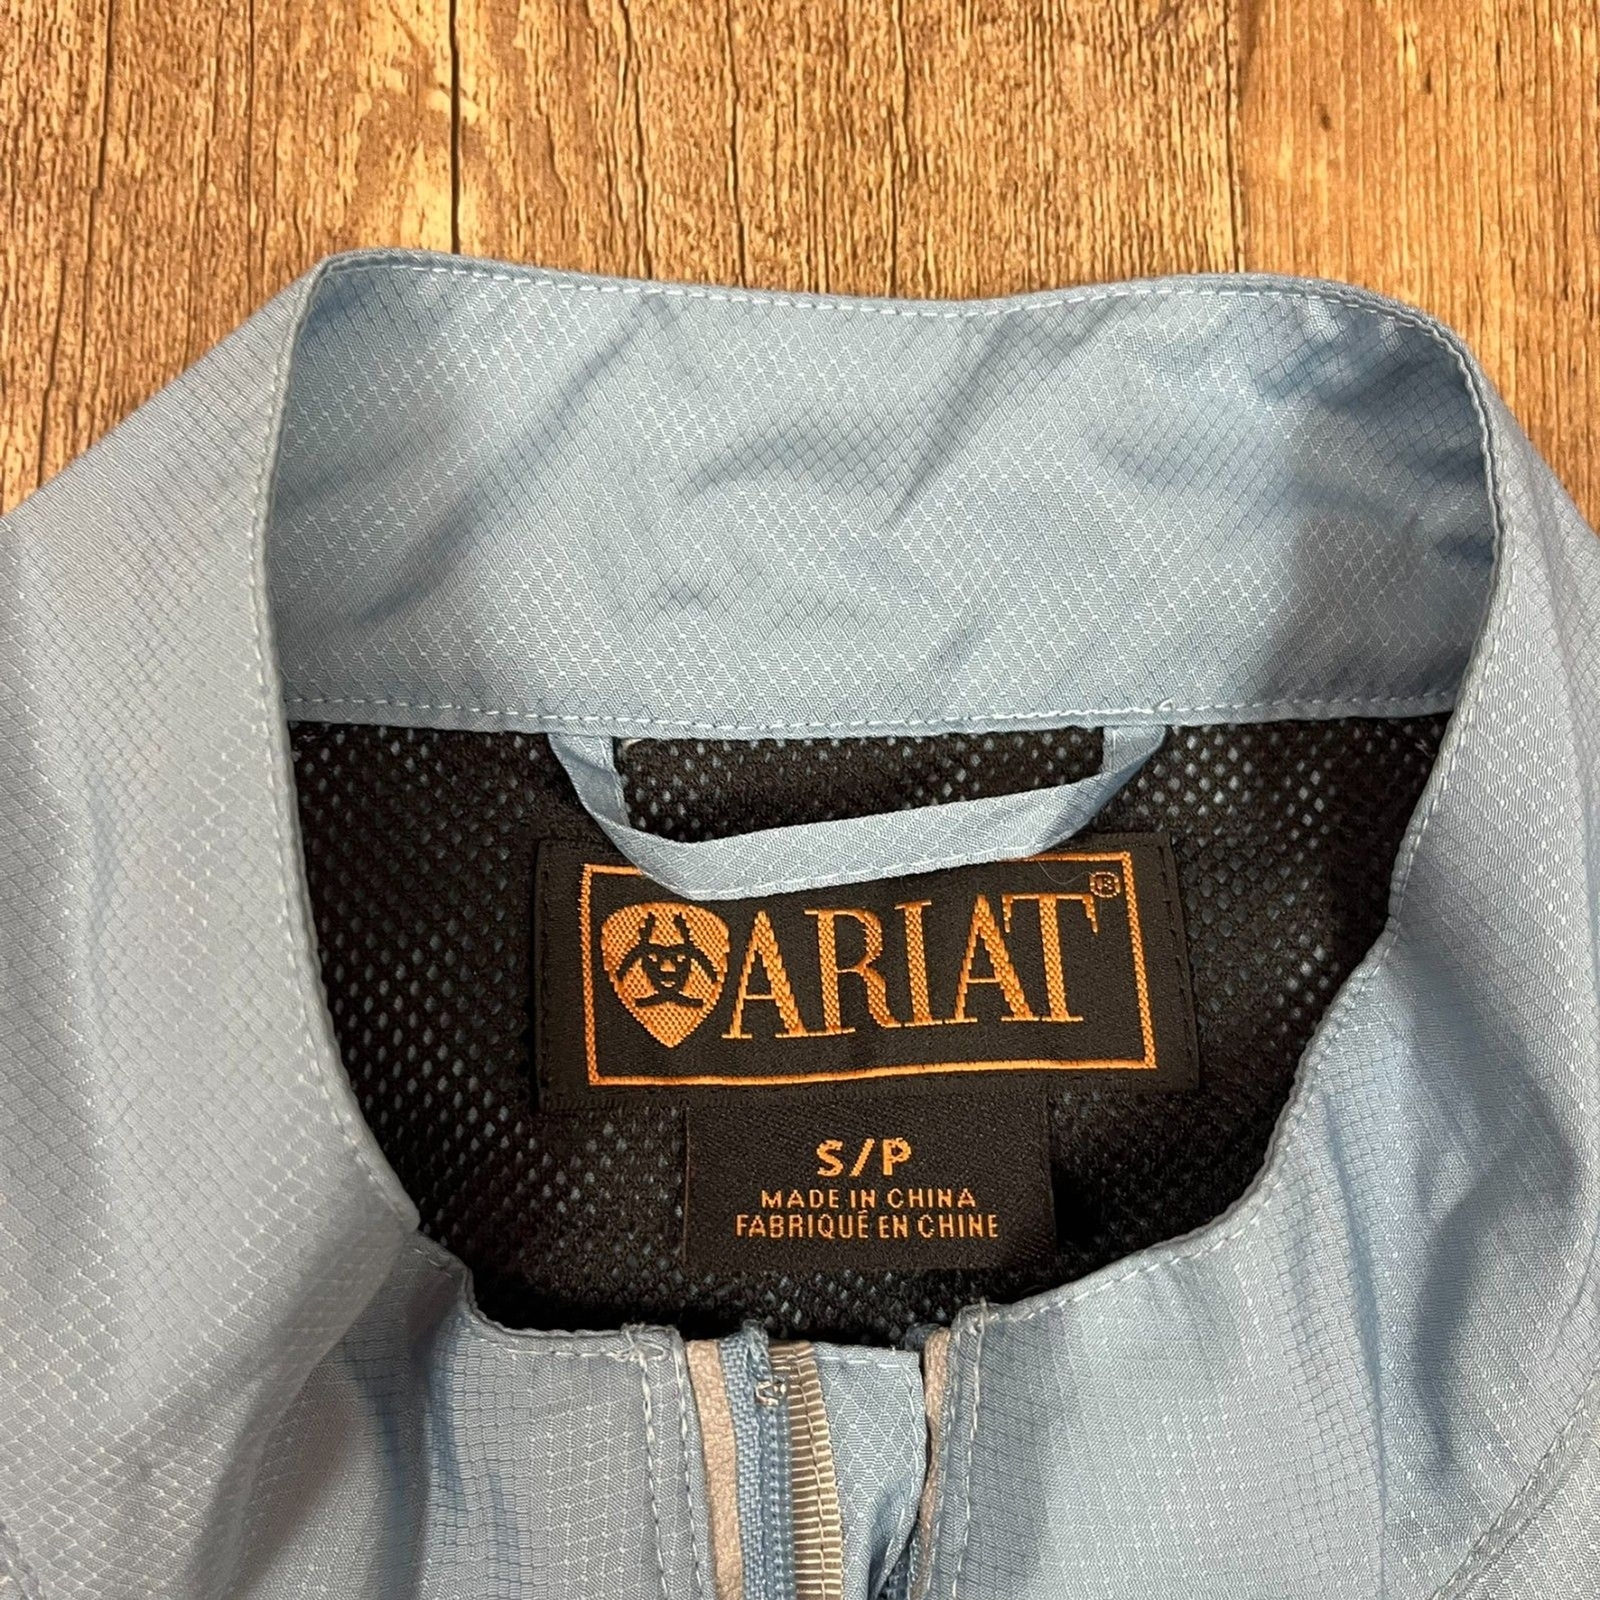 ARIAT®
S/P
MADE IN CHINA
FABRIQUÉ EN CHINE